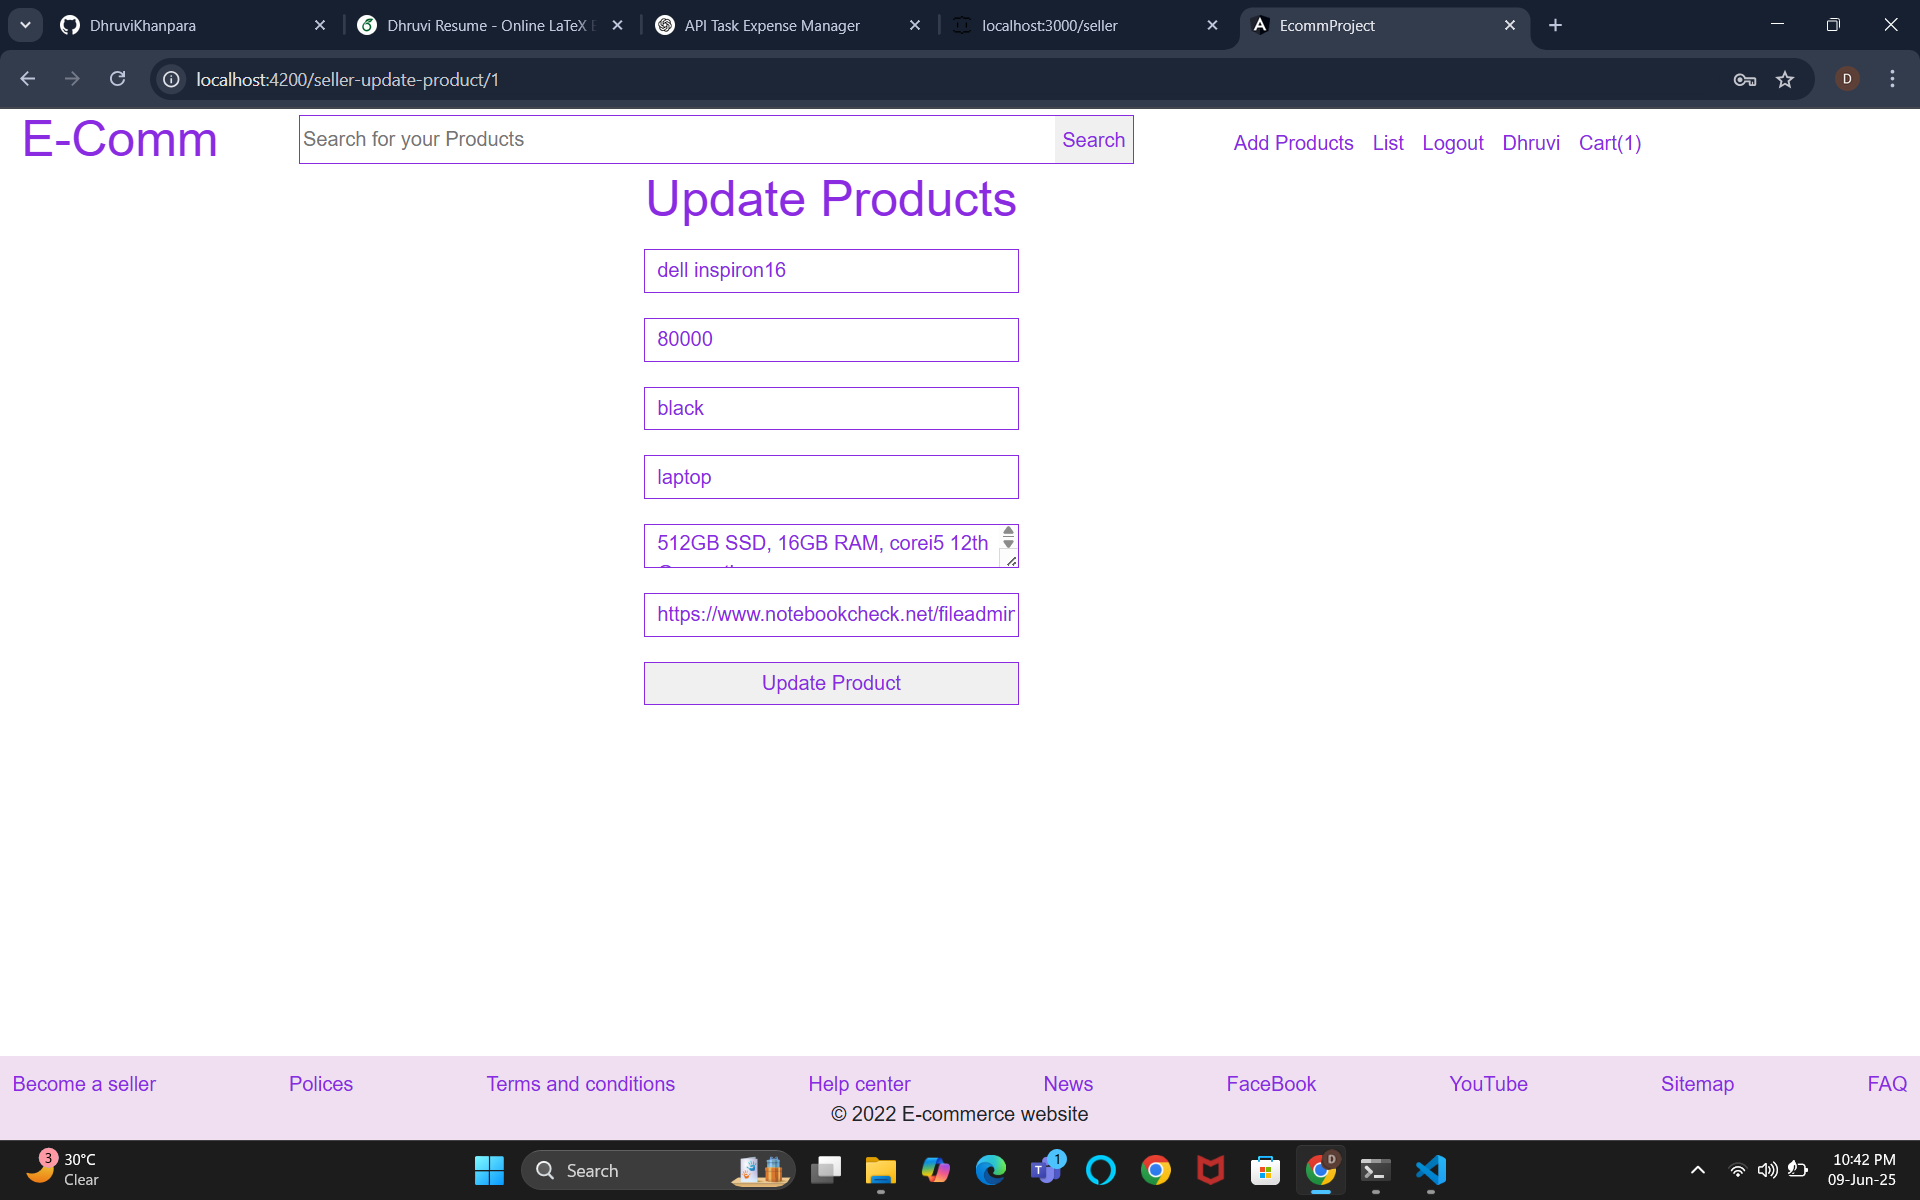 DhruviKhanpara
Dhruvi Resume - Online LaTeX E
API Task Expense Manager
localhost:3000/seller
EcommProject
localhost:4200/seller-update-product/1
D
E-Comm
Search for your Products
Search
Add Products
List
Logout
Dhruvi
Cart(1)
Update Products
dell inspiron16
80000
black
laptop
512GB SSD, 16GB RAM, corei5 12th
https://www.notebookcheck.net/fileadmin
Update Product
Become a seller
Polices
Terms and conditions
Help center
News
FaceBook
YouTube
Sitemap
FAQ
© 2022 E-commerce website
3
30°C
Clear
Search
1
D
10:42 PM
09-Jun-25